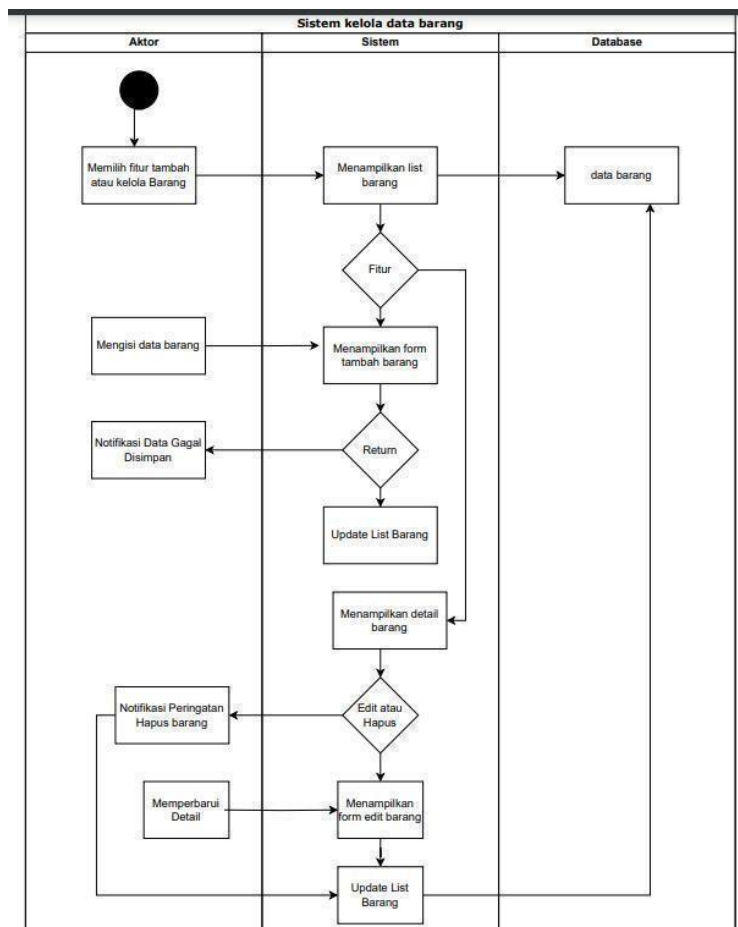 Sistem kelola data barang
Aktor
Sistem
Database
Memilih fitur tambah
atau kelola Barang
Menampilkan list
barang
data barang
Fitur
Mengisi data barang
Menampilkan form
tambah barang
Notifikasi Data Gagal
Disimpan
Return
Update List Barang
Menampilkan detail
barang
Notifikasi Peringatan
Hapus barang
Edit atau
Hapus
Memperbarui
Detail
Menampilkan
form edit barang
Update List
Barang